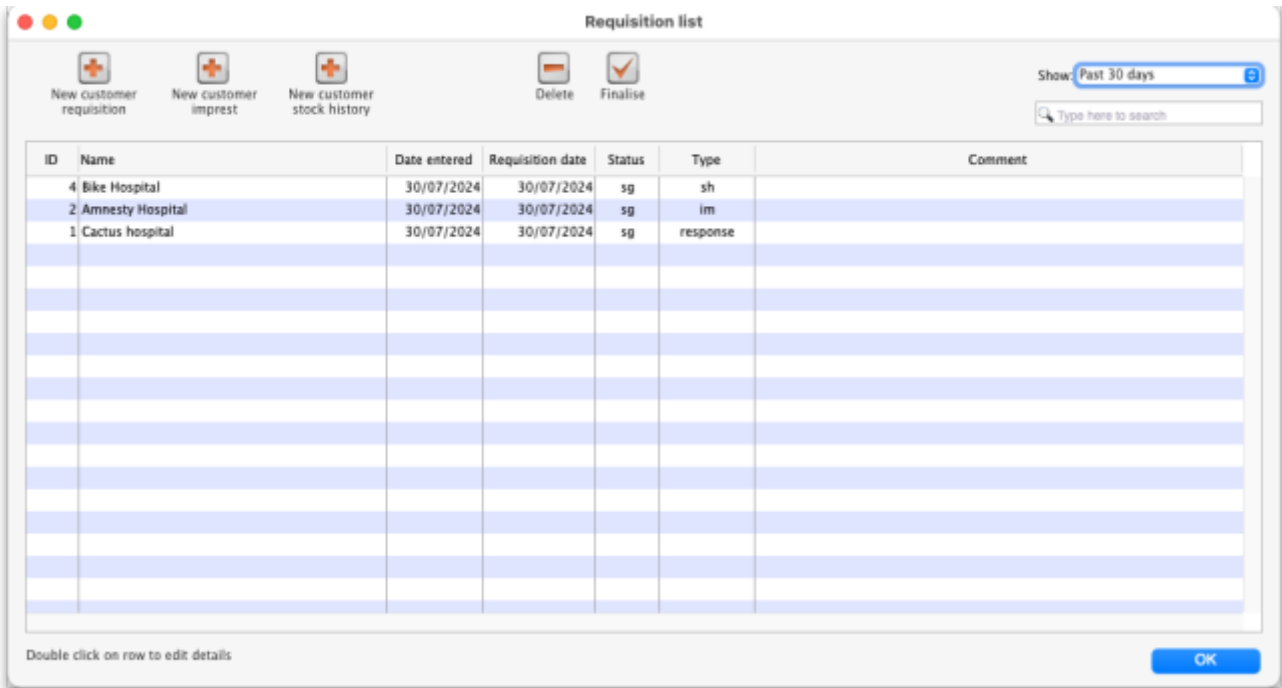 Requisition list
New customer requisition
New customer imprest
New customer stock history
Delete
Finalise
Show: Past 30 days
Type here to search
ID Name Date entered Requisition date Status Type Comment
4 Bike Hospital 30/07/2024 30/07/2024 sg sh
2 Amnesty Hospital 30/07/2024 30/07/2024 sg im
1 Cactus hospital 30/07/2024 30/07/2024 sg response
Double click on row to edit details
OK